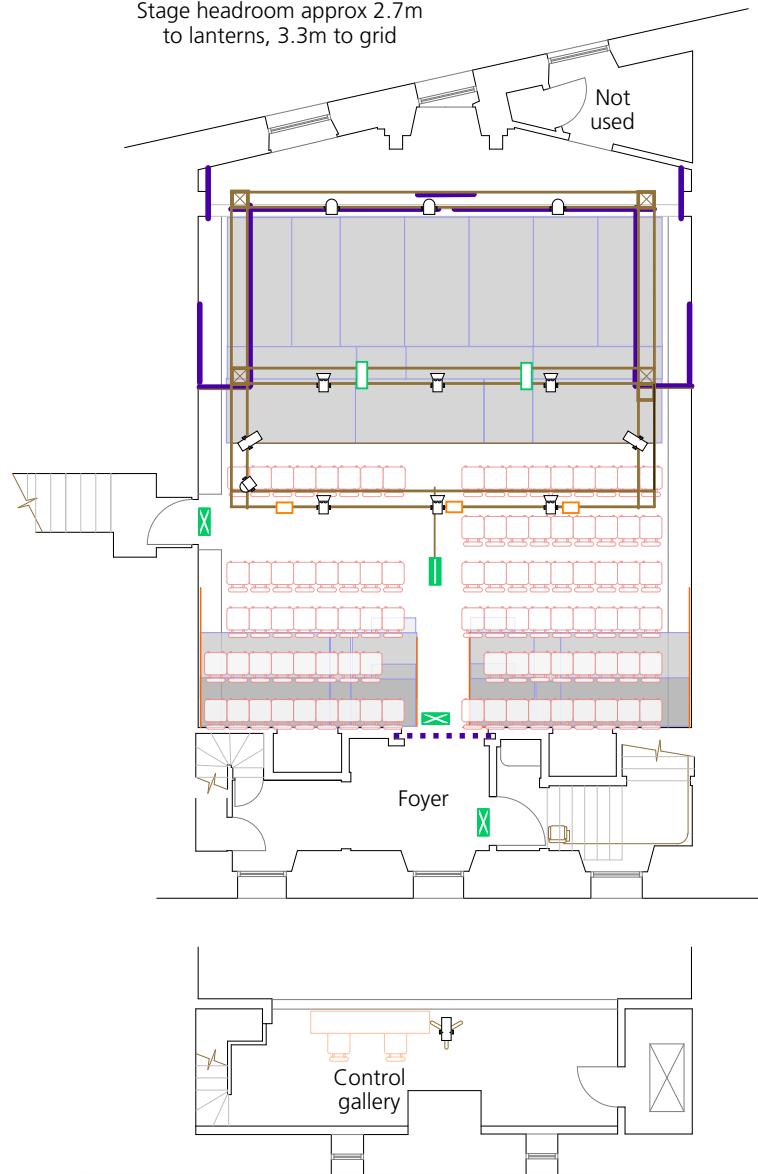 Stage headroom approx 2.7m
to lanterns, 3.3m to grid
Not
used
Foyer
Control
gallery